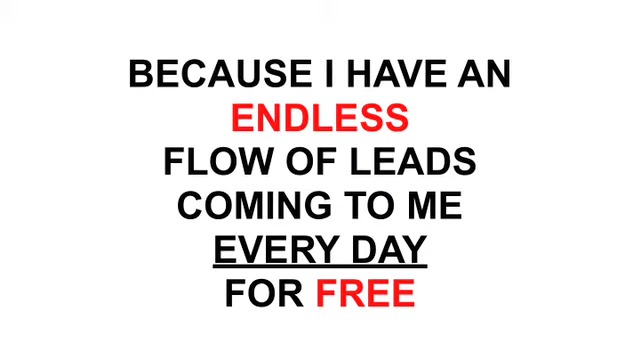 BECAUSE I HAVE AN
ENDLESS
FLOW OF LEADS
COMING TO ME
EVERY DAY
FOR FREE